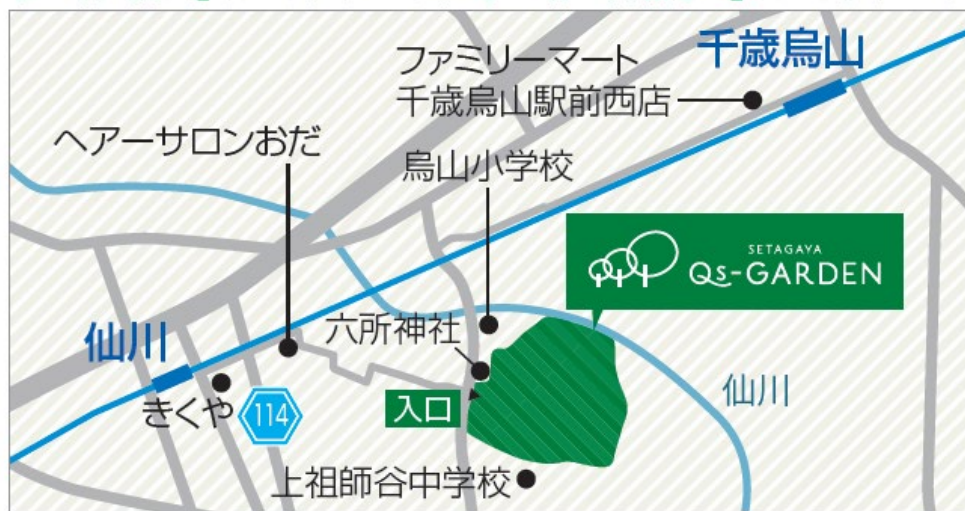 千歳烏山
ファミリーマート
千歳烏山駅前西店
ヘアーサロンおだ
烏山小学校
SETAGAYA
Qs-GARDEN
六所神社
仙川
仙川
きくや
114
入口
上祖師谷中学校